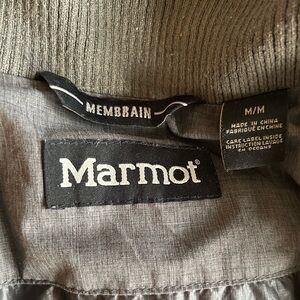 MEMBRAIN
M/M
MADE IN CHINA
FABRIQUÉ EN CHINE
CARE LABEL INSIDE
INSTRUCTION LAVAGE
EN DEDANS
Marmot®